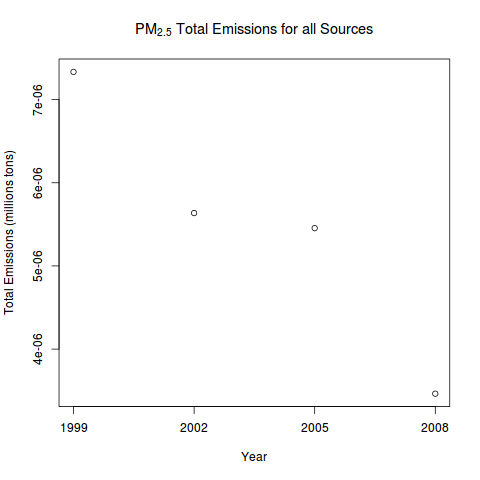 PM2.5 Total Emissions for all Sources
Total Emissions (millions tons)
7e-06
6e-06
5e-06
4e-06
1999 2002 2005 2008
Year